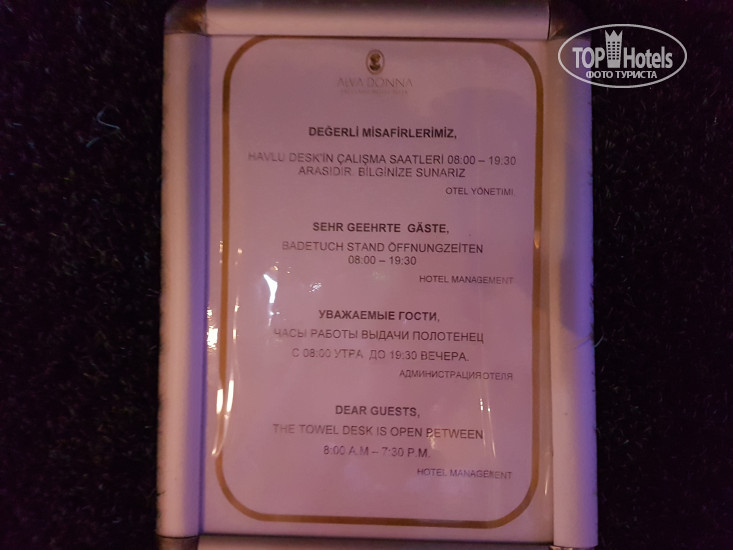 TOP Hotels
ФОТО ТУРИСТА
ALVA DONNA
DEĞERLİ MİSAFİRLERİMİZ,
HAVLU DESK'İN ÇALIŞMA SAATLERİ 08:00 – 19:30
ARASIDIR. BİLGİNİZE SUNARIZ
OTEL YÖNETIMI
SEHR GEEHRTE GÄSTE,
BADETUCH STAND ÖFFNUNGZEITEN
08:00 – 19:30
HOTEL MANAGEMENT
УВАЖАЕМЫЕ ГОСТИ,
ЧАСЫ РАБОТЫ ВЫДАЧИ ПОЛОТЕНЕЦ
С 08:00 УТРА ДО 19:30 ВЕЧЕРА.
АДМИНИСТРАЦИЯ ОТЕЛЯ
DEAR GUESTS,
THE TOWEL DESK IS OPEN BETWEEN
8:00 A.M – 7:30 P.M.
HOTEL MANAGEMENT